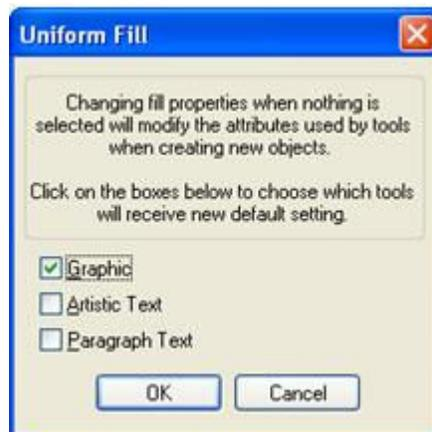 Uniform Fill
Changing fill properties when nothing is
selected will modify the attributes used by tools
when creating new objects.
Click on the boxes below to choose which tools
will receive new default setting.
Graphic
Artistic Text
Paragraph Text
OK Cancel